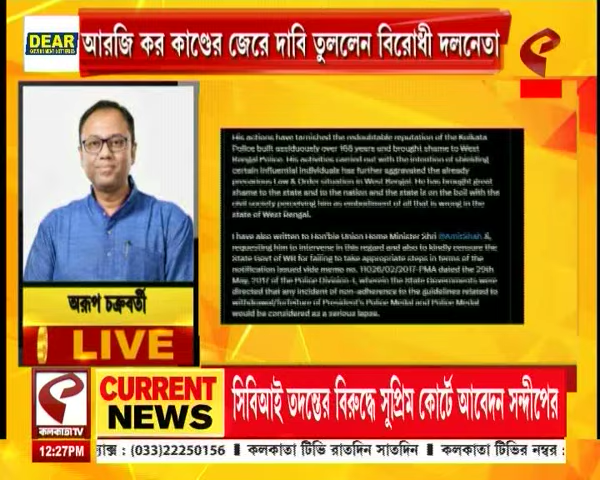 DEAR
GOVERNMENT LOTTERIES
আরজি কর কাণ্ডের জেরে দাবি তুললেন বিরোধী দলনেতা
His actions have tarnished the redoubtable reputation of the Kolkata
Police built assiduously over 168 years and brought shame to West
Bengal Police. His activities carried out with the intention of shielding
certain influential individuals has further aggravated the already
precarious Law & Order situation in West Bengal. He has brought great
shame to the state and to the nation and the state is on the boil with the
civil society perceiving him as embodiment of all that is wrong in the
state of West Bengal.
I have also written to Hon'ble Union Home Minister Shri @AmitShah Ji,
requesting him to intervene in this regard and also to kindly censure the
State Govt of WB for failing to take appropriate steps in terms of the
notification issued vide memo no. 11026/02/2017-PMA dated the 29th
May, 2017 of the Police Division-I, wherein the State Governments were
directed that any incident of non-adherence to the guidelines related to
withdrawal/forfeiture of President's Police Medal and Police Medal
would be considered as a serious lapse.
অরূপ চক্রবর্তী
LIVE
কলকাতা TV
CURRENT
NEWS
সিবিআই তদন্তের বিরুদ্ধে সুপ্রিম কোর্টে আবেদন সন্দীপের
12:27PM
্যাক্স : (033)22250156 ॥ কলকাতা টিভি রাতদিন সাতদিন ॥ কলকাতা টিভির নম্বর :